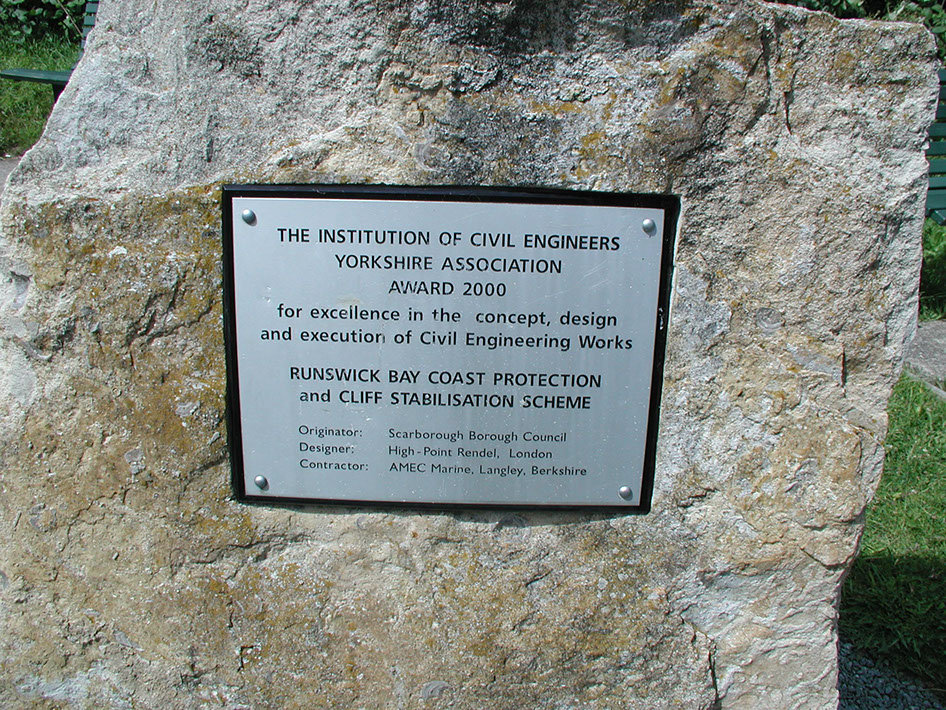 THE INSTITUTION OF CIVIL ENGINEERS
YORKSHIRE ASSOCIATION
AWARD 2000
for excellence in the concept, design
and execution of Civil Engineering Works
RUNSWICK BAY COAST PROTECTION
and CLIFF STABILISATION SCHEME
Originator: Scarborough Borough Council
Designer: High-Point Rendel, London
Contractor: AMEC Marine, Langley, Berkshire